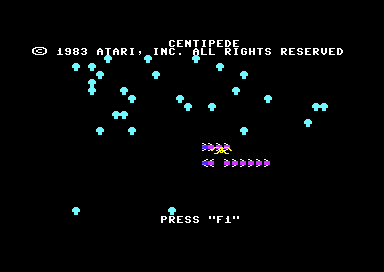 CENTIPEDE
© 1983 ATARI, INC. ALL RIGHTS RESERVED
PRESS "F1"